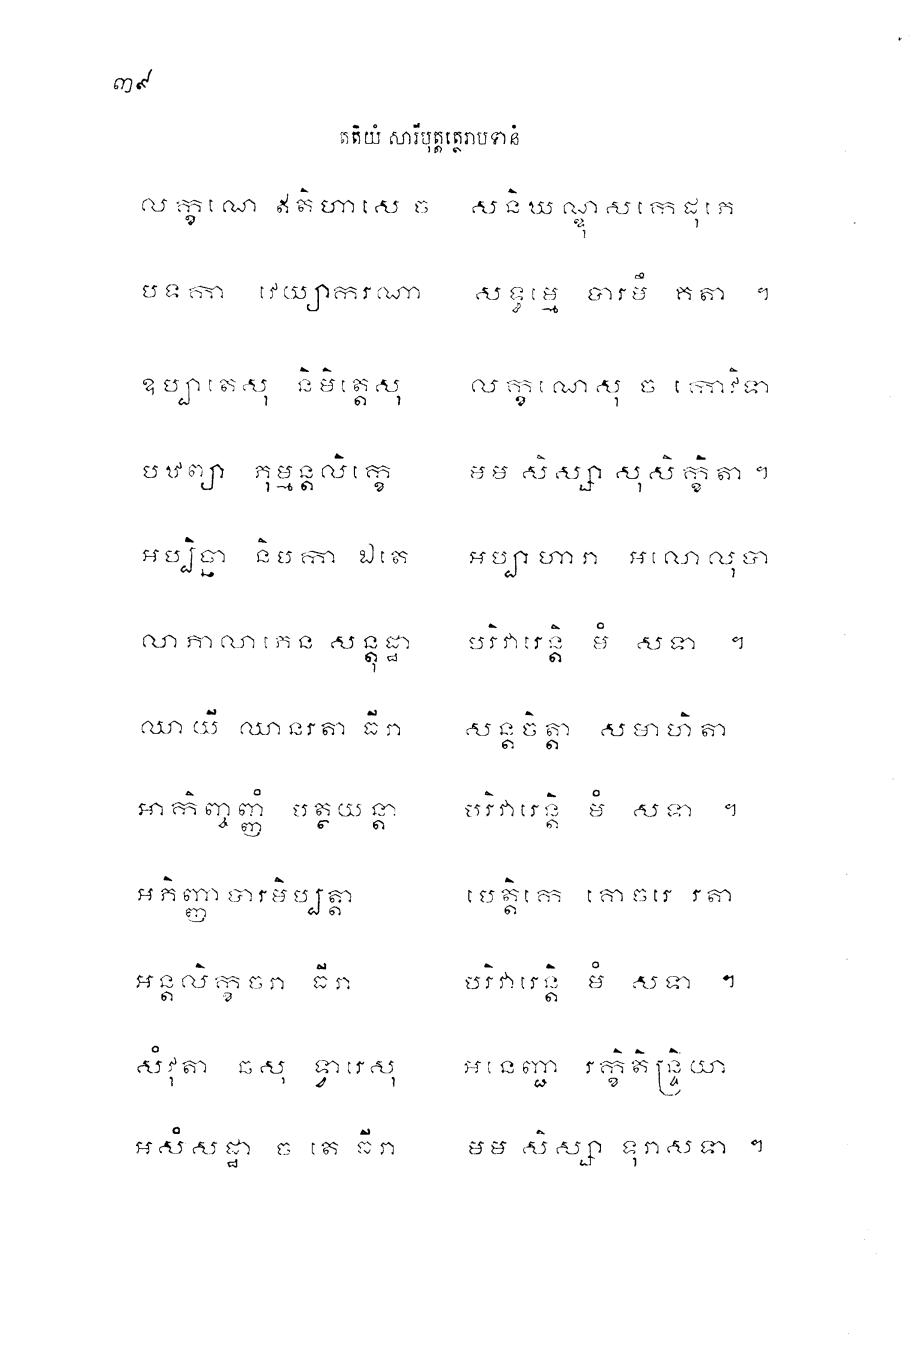 ៣៩
តតិយំ សារីបុត្តត្ថេរាបទានំ
លក្ខណេ ឥតិហាសេ ច សនិឃណ្ឌុសកេដុភេ
បទកា វេយ្យាករណា សទ្ធម្មេ បារមឹ គតា ។
ឧប្បាតេសុ និមិត្តេសុ លក្ខណេសុ ច កោវិទា
បឋព្យា ភុម្មន្តលិក្ខេ មម សិស្សា សុសិក្ខិតា ។
អប្បិច្ឆា និបកា ឯតេ អប្បាហារា អលោលុបា
លាភាលាភេន សន្តុដ្ឋា បរិវារេន្តិ មំ សទា ។
ឈាយី ឈានរតា ធីរា សន្តចិត្តា សមាហិតា
អាកិញ្ចញ្ញំ បត្ថយន្តា បរិវារេន្តិ មំ សទា ។
អភិញ្ញាបារមិប្បត្តា បេត្តិកេ គោចរេ រតា
អន្តលិក្ខចរា ធីរា បរិវារេន្តិ មំ សទា ។
សំវុតា ឆសុ ទ្វារេសុ អនេញ្ជា រក្ខិតិន្ទ្រិយា
អសំសដ្ឋា ច តេ ធីរា មម សិស្សា ទុរាសទា ។